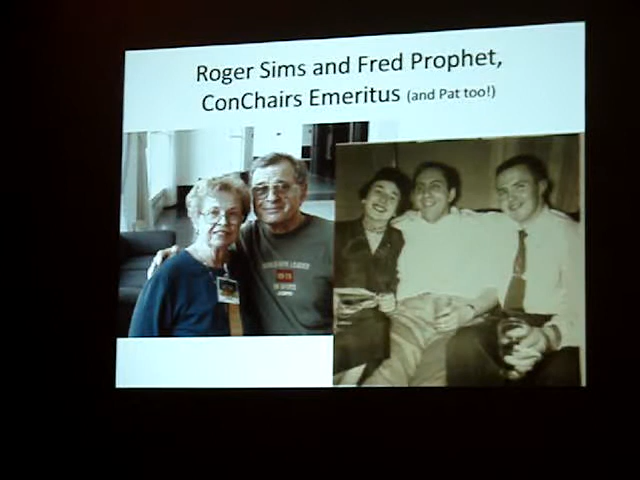 Roger Sims and Fred Prophet,
ConChairs Emeritus (and Pat too!)